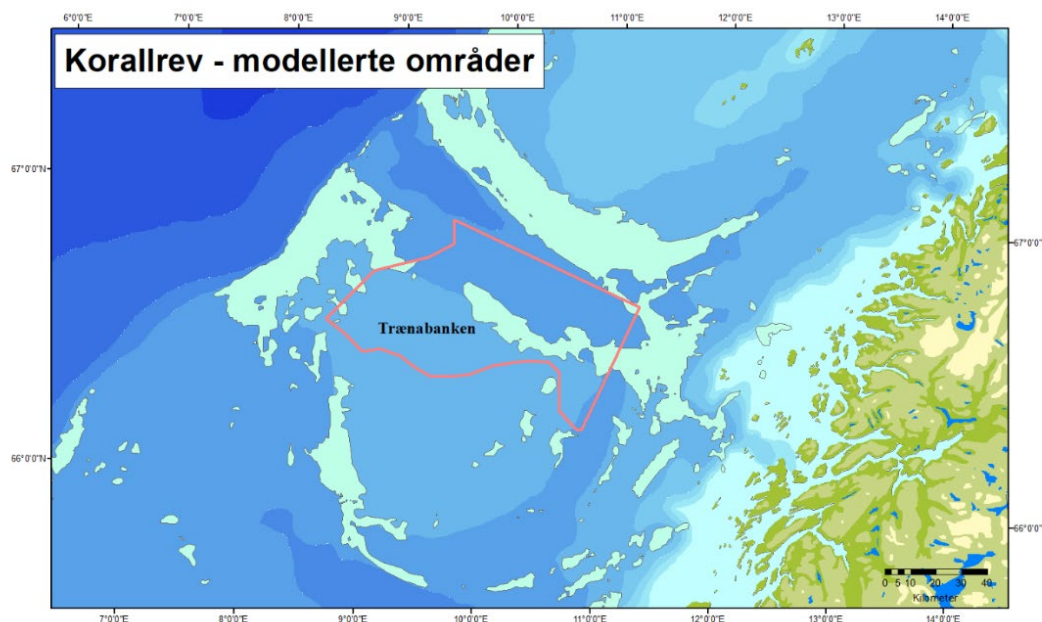 6°0'0"E 7°0'0"E 8°0'0"E 9°0'0"E 10°0'0"E 11°0'0"E 12°0'0"E 13°0'0"E 14°0'0"E
Korallrev - modellerte områder
67°0'0"N
67°0'0"N
Trænabanken
66°0'0"N
66°0'0"N
0 5 10 20 30 40
Kilometer
7°0'0"E 8°0'0"E 9°0'0"E 10°0'0"E 11°0'0"E 12°0'0"E 13°0'0"E 14°0'0"E